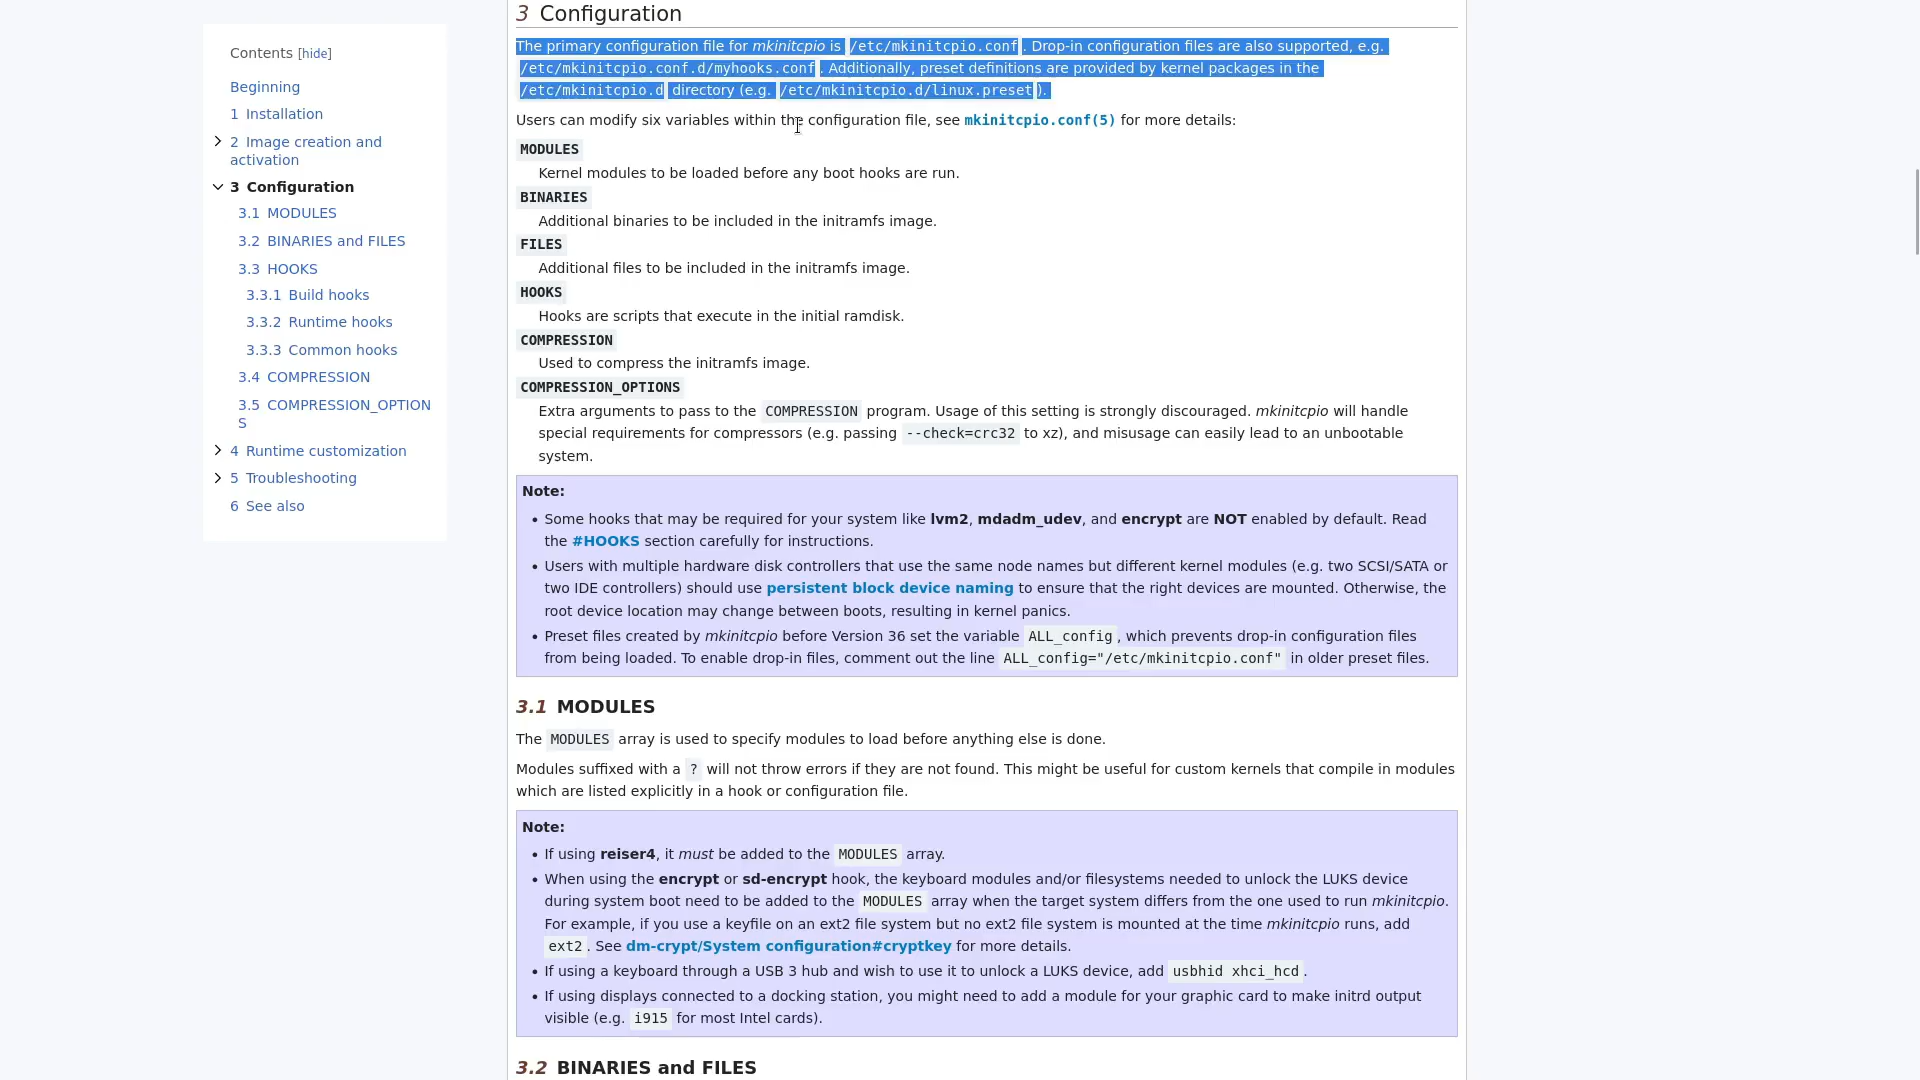 Contents [hide]
Beginning
1 Installation
2 Image creation and
activation
3 Configuration
3.1 MODULES
3.2 BINARIES and FILES
3.3 HOOKS
3.3.1 Build hooks
3.3.2 Runtime hooks
3.3.3 Common hooks
3.4 COMPRESSION
3.5 COMPRESSION_OPTION
S
4 Runtime customization
5 Troubleshooting
6 See also
3 Configuration
The primary configuration file for mkinitcpio is /etc/mkinitcpio.conf. Drop-in configuration files are also supported, e.g.
/etc/mkinitcpio.conf.d/myhooks.conf. Additionally, preset definitions are provided by kernel packages in the
/etc/mkinitcpio.d directory (e.g. /etc/mkinitcpio.d/linux.preset).
Users can modify six variables within the configuration file, see mkinitcpio.conf(5) for more details:
MODULES
Kernel modules to be loaded before any boot hooks are run.
BINARIES
Additional binaries to be included in the initramfs image.
FILES
Additional files to be included in the initramfs image.
HOOKS
Hooks are scripts that execute in the initial ramdisk.
COMPRESSION
Used to compress the initramfs image.
COMPRESSION_OPTIONS
Extra arguments to pass to the COMPRESSION program. Usage of this setting is strongly discouraged. mkinitcpio will handle
special requirements for compressors (e.g. passing --check=crc32 to xz), and misusage can easily lead to an unbootable
system.
Note:
• Some hooks that may be required for your system like lvm2, mdadm_udev, and encrypt are NOT enabled by default. Read
the #HOOKS section carefully for instructions.
• Users with multiple hardware disk controllers that use the same node names but different kernel modules (e.g. two SCSI/SATA or
two IDE controllers) should use persistent block device naming to ensure that the right devices are mounted. Otherwise, the
root device location may change between boots, resulting in kernel panics.
• Preset files created by mkinitcpio before Version 36 set the variable ALL_config, which prevents drop-in configuration files
from being loaded. To enable drop-in files, comment out the line ALL_config="/etc/mkinitcpio.conf" in older preset files.
3.1 MODULES
The MODULES array is used to specify modules to load before anything else is done.
Modules suffixed with a ? will not throw errors if they are not found. This might be useful for custom kernels that compile in modules
which are listed explicitly in a hook or configuration file.
Note:
• If using reiser4, it must be added to the MODULES array.
• When using the encrypt or sd-encrypt hook, the keyboard modules and/or filesystems needed to unlock the LUKS device
during system boot need to be added to the MODULES array when the target system differs from the one used to run mkinitcpio.
For example, if you use a keyfile on an ext2 file system but no ext2 file system is mounted at the time mkinitcpio runs, add
ext2. See dm-crypt/System configuration#cryptkey for more details.
• If using a keyboard through a USB 3 hub and wish to use it to unlock a LUKS device, add usbhid xhci_hcd.
• If using displays connected to a docking station, you might need to add a module for your graphic card to make initrd output
visible (e.g. i915 for most Intel cards).
3.2 BINARIES and FILES